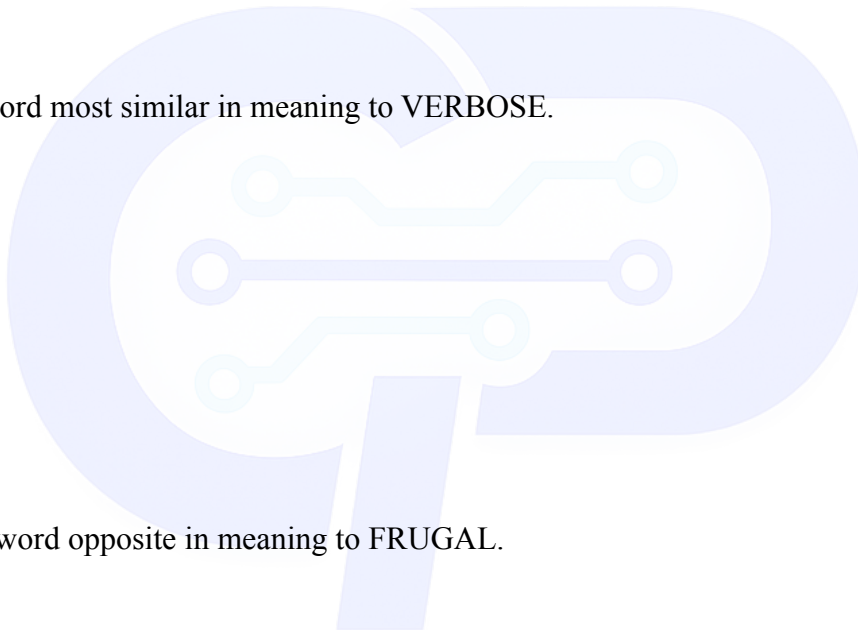 ord most similar in meaning to VERBOSE.
word opposite in meaning to FRUGAL.